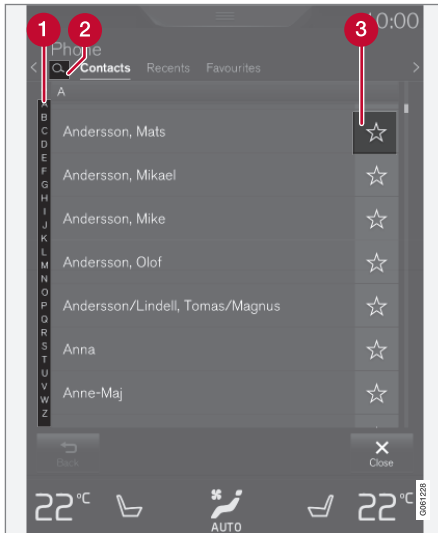 10:00
1 2 3
Phone
Contacts Recents Favourites
A
A
B
C
D
E
F
G
H
I
J
K
L
M
N
O
P
Q
R
S
T
U
V
W
Z
Andersson, Mats
Andersson, Mikael
Andersson, Mike
Andersson, Olof
Andersson/Lindell, Tomas/Magnus
Anna
Anne-Maj
Back
Close
22°C
AUTO
22°C
G061228